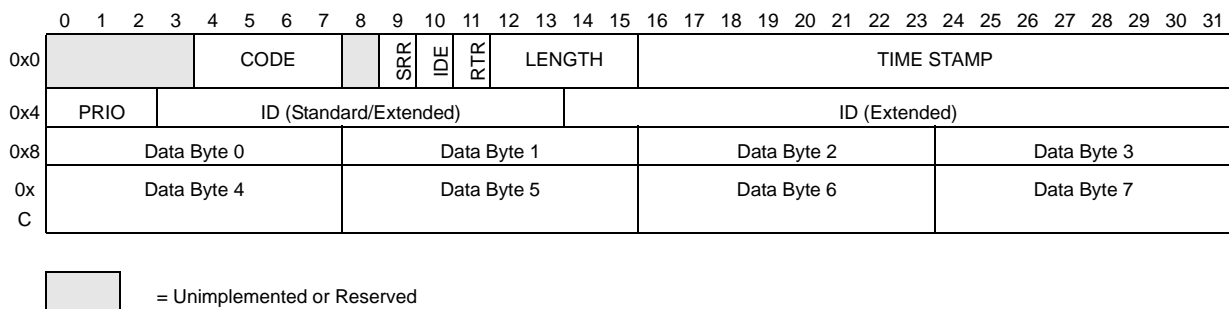 0 1 2 3 4 5 6 7 8 9 10 11 12 13 14 15 16 17 18 19 20 21 22 23 24 25 26 27 28 29 30 31
0x0 CODE SRR IDE RTR LENGTH TIME STAMP
0x4 PRIO ID (Standard/Extended) ID (Extended)
0x8 Data Byte 0 Data Byte 1 Data Byte 2 Data Byte 3
0x Data Byte 4 Data Byte 5 Data Byte 6 Data Byte 7
C
= Unimplemented or Reserved